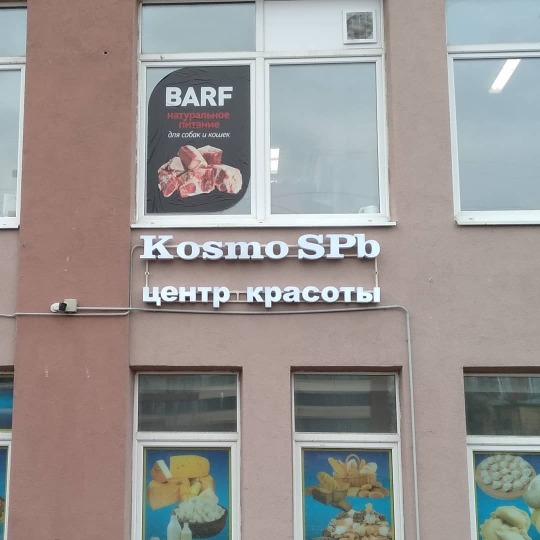 BARF
натуральное
питание
для собак и кошек
Kosmo SPb
центр красоты